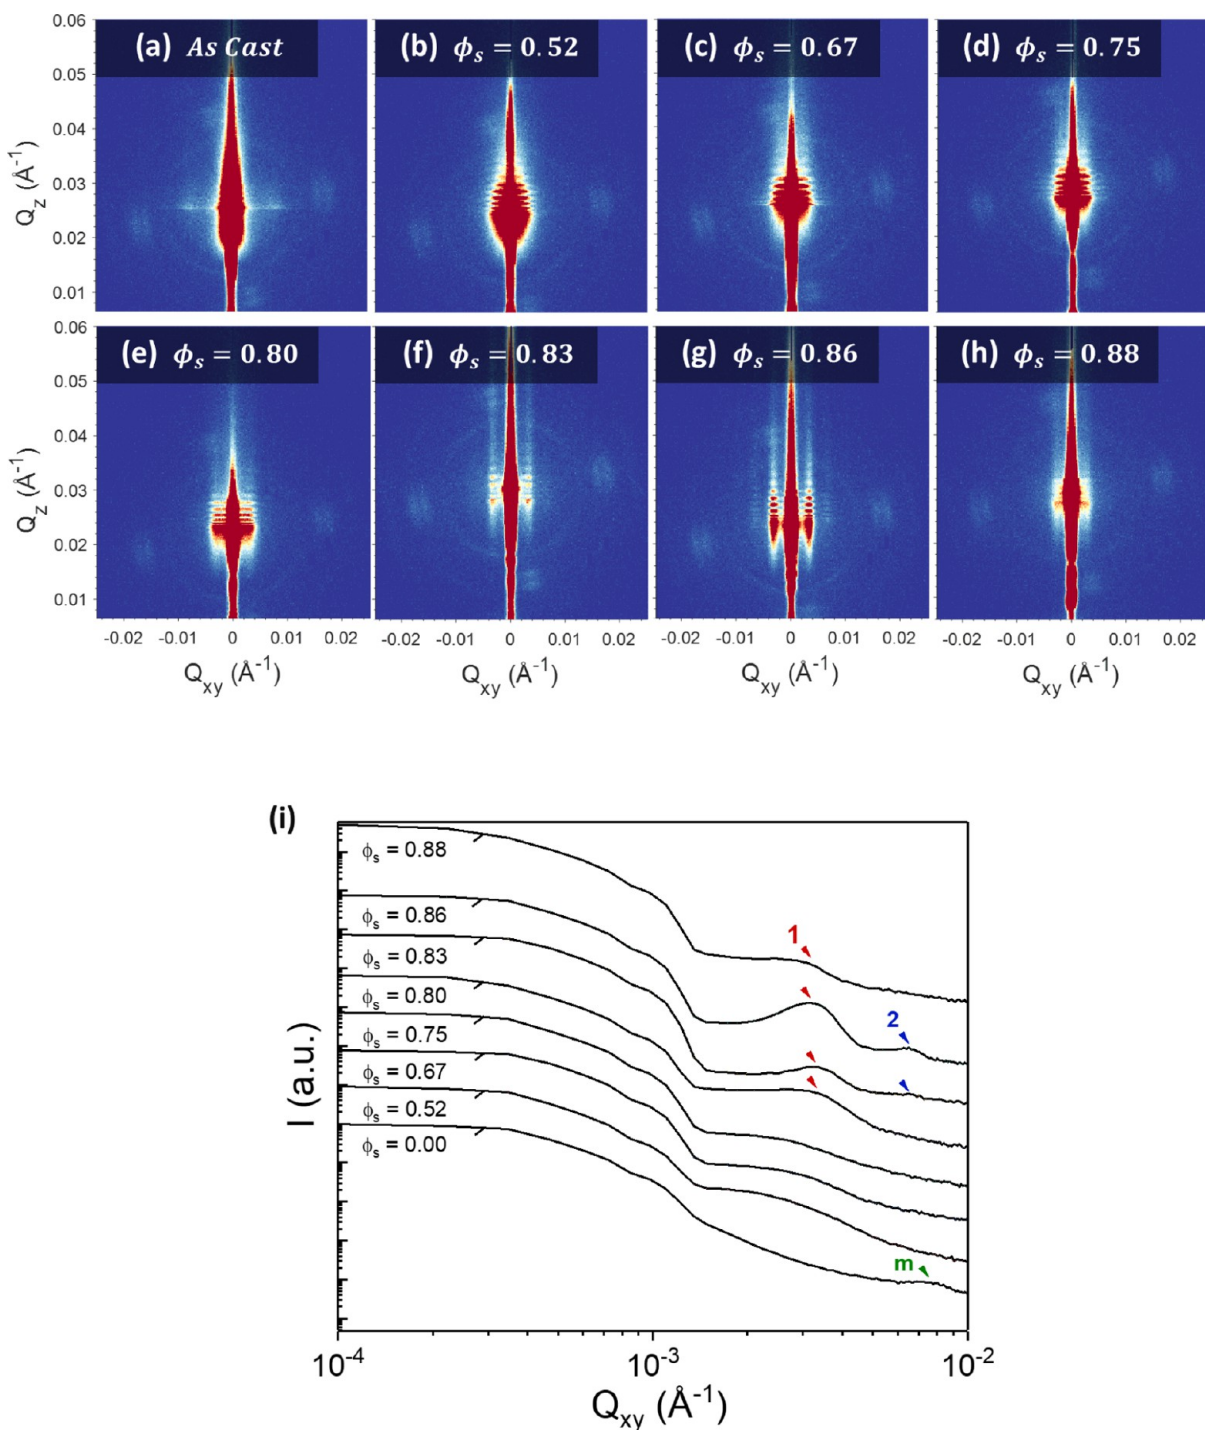 (a) As Cast
(b) ϕs = 0.52
(c) ϕs = 0.67
(d) ϕs = 0.75
0.06
0.05
0.04
0.03
0.02
0.01
Qz (Å-1)
(e) ϕs = 0.80
(f) ϕs = 0.83
(g) ϕs = 0.86
(h) ϕs = 0.88
0.06
0.05
0.04
0.03
0.02
0.01
Qz (Å-1)
-0.02 -0.01 0 0.01 0.02
-0.02 -0.01 0 0.01 0.02
-0.02 -0.01 0 0.01 0.02
-0.02 -0.01 0 0.01 0.02
Qxy (Å-1)
Qxy (Å-1)
Qxy (Å-1)
Qxy (Å-1)
(i)
ϕs = 0.88
ϕs = 0.86
ϕs = 0.83
ϕs = 0.80
ϕs = 0.75
ϕs = 0.67
ϕs = 0.52
ϕs = 0.00
1
2
m
I (a.u.)
10-4 10-3 10-2
Qxy (Å-1)